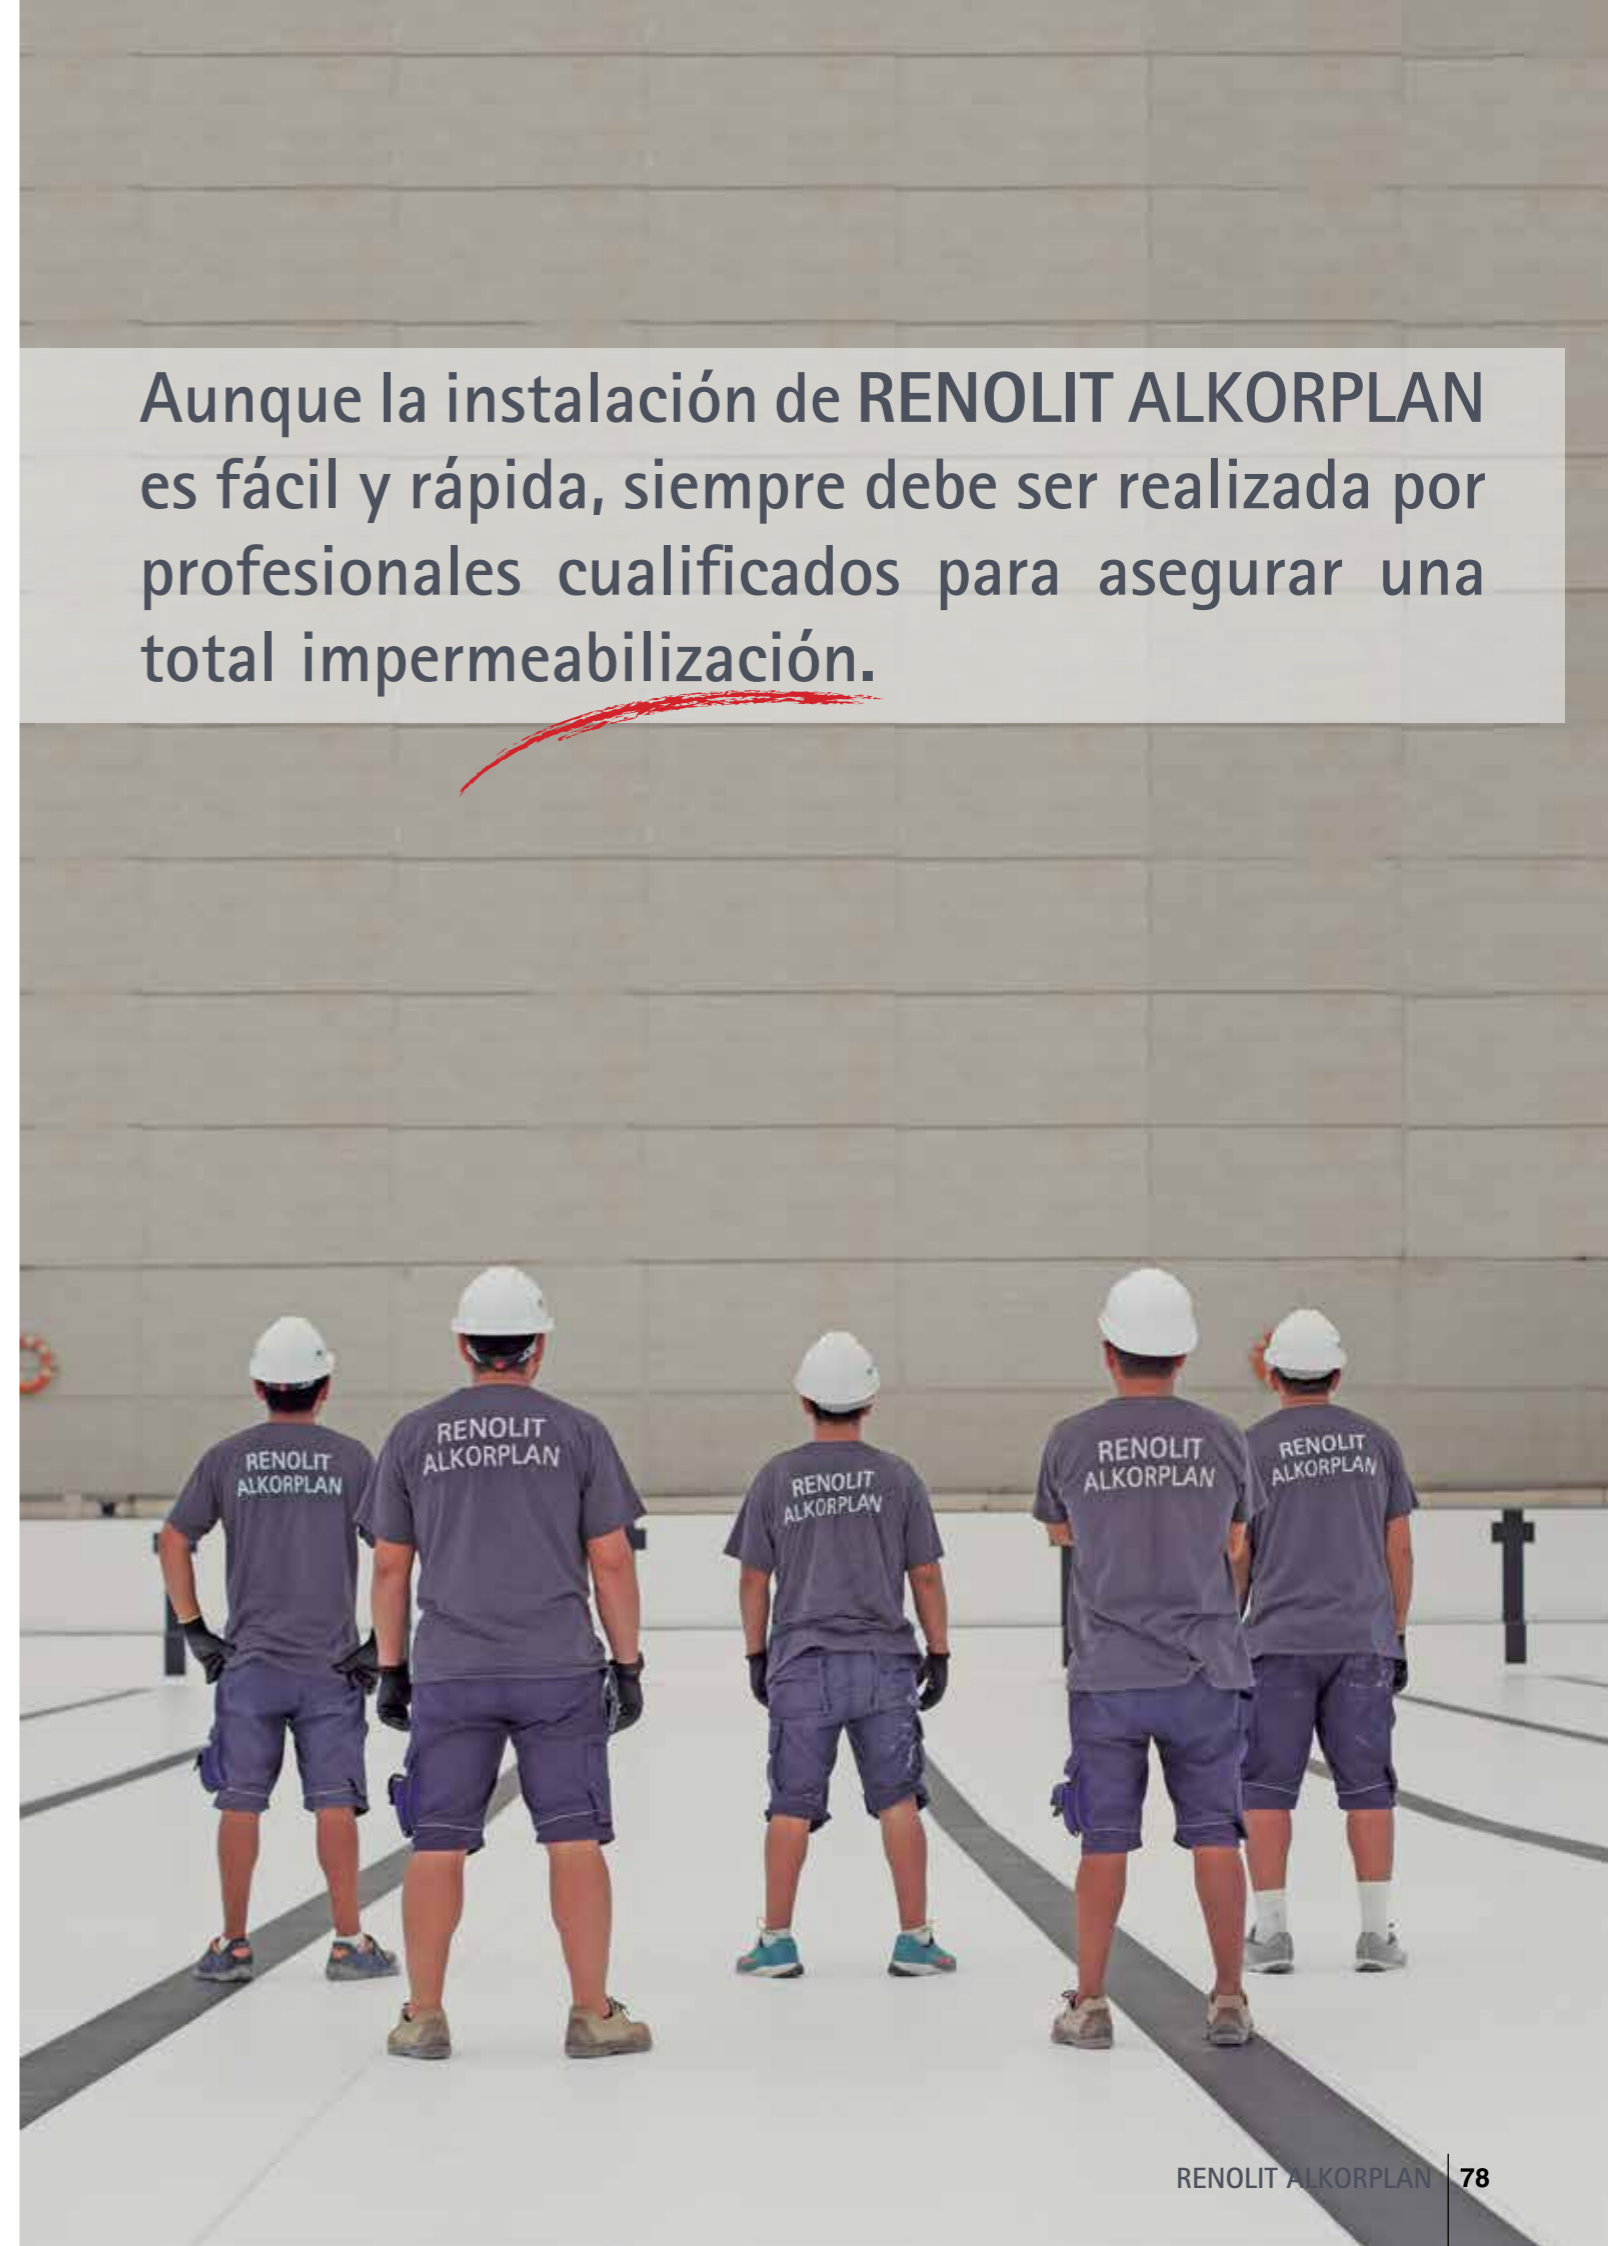 Aunque la instalación de RENOLIT ALKORPLAN
es fácil y rápida, siempre debe ser realizada por
profesionales cualificados para asegurar una
total impermeabilización.
RENOLIT
ALKORPLAN
RENOLIT
ALKORPLAN
RENOLIT
ALKORPLAN
RENOLIT
ALKORPLAN
RENOLIT
ALKORPLAN
RENOLIT ALKORPLAN 78